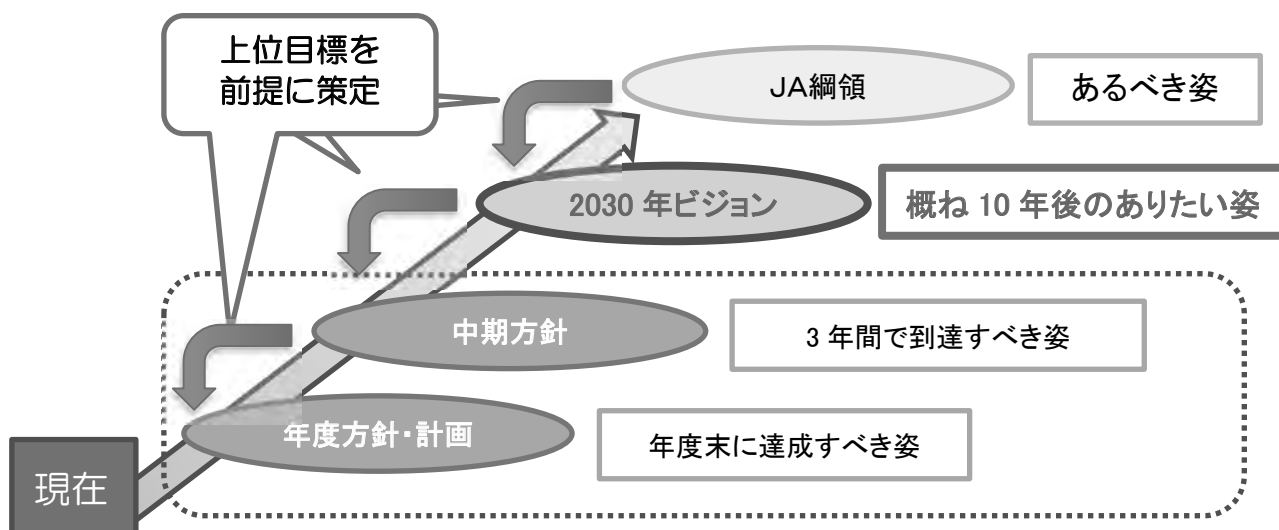 上位目標を
前提に策定
JA綱領
あるべき姿
2030 年ビジョン
概ね 10 年後のありたい姿
中期方針
3 年間で到達すべき姿
年度方針・計画
年度末に達成すべき姿
現在